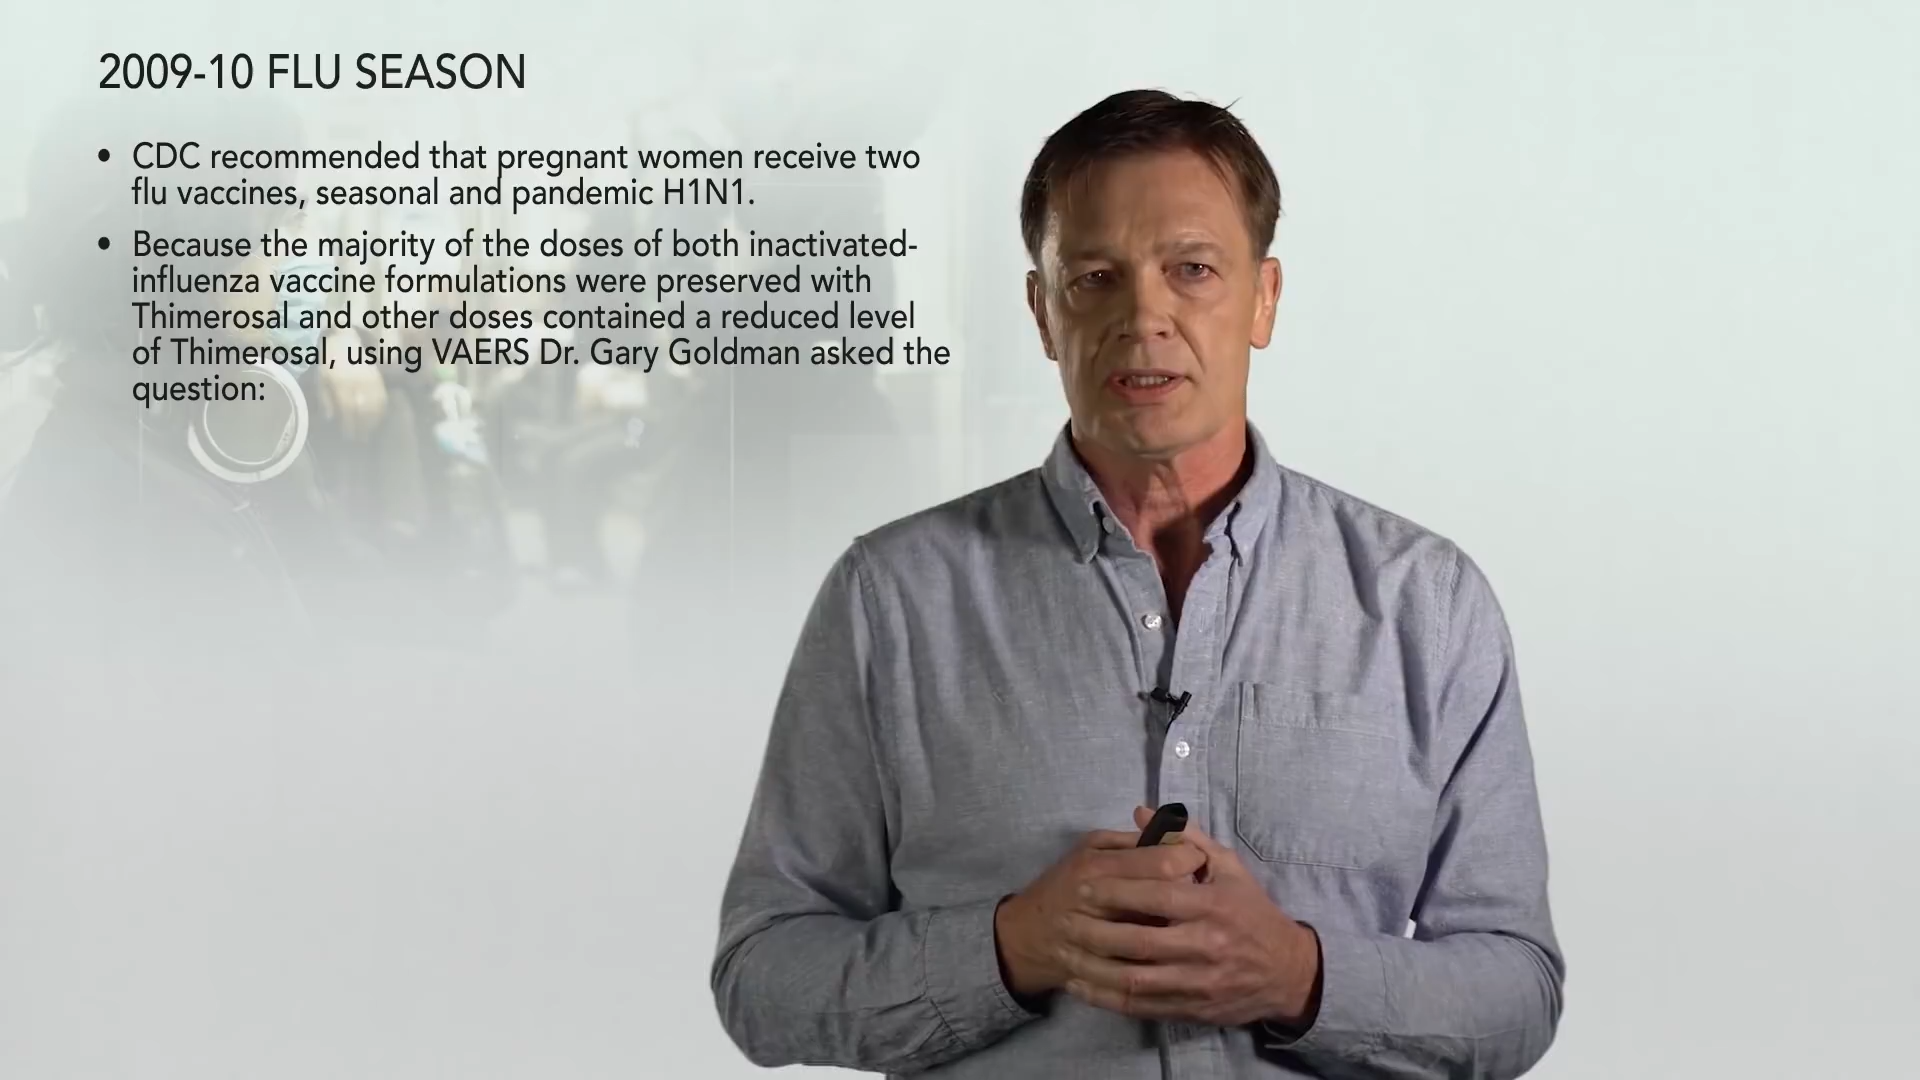 2009-10 FLU SEASON
• CDC recommended that pregnant women receive two
flu vaccines, seasonal and pandemic H1N1.
• Because the majority of the doses of both inactivated-
influenza vaccine formulations were preserved with
Thimerosal and other doses contained a reduced level
of Thimerosal, using VAERS Dr. Gary Goldman asked the
question: